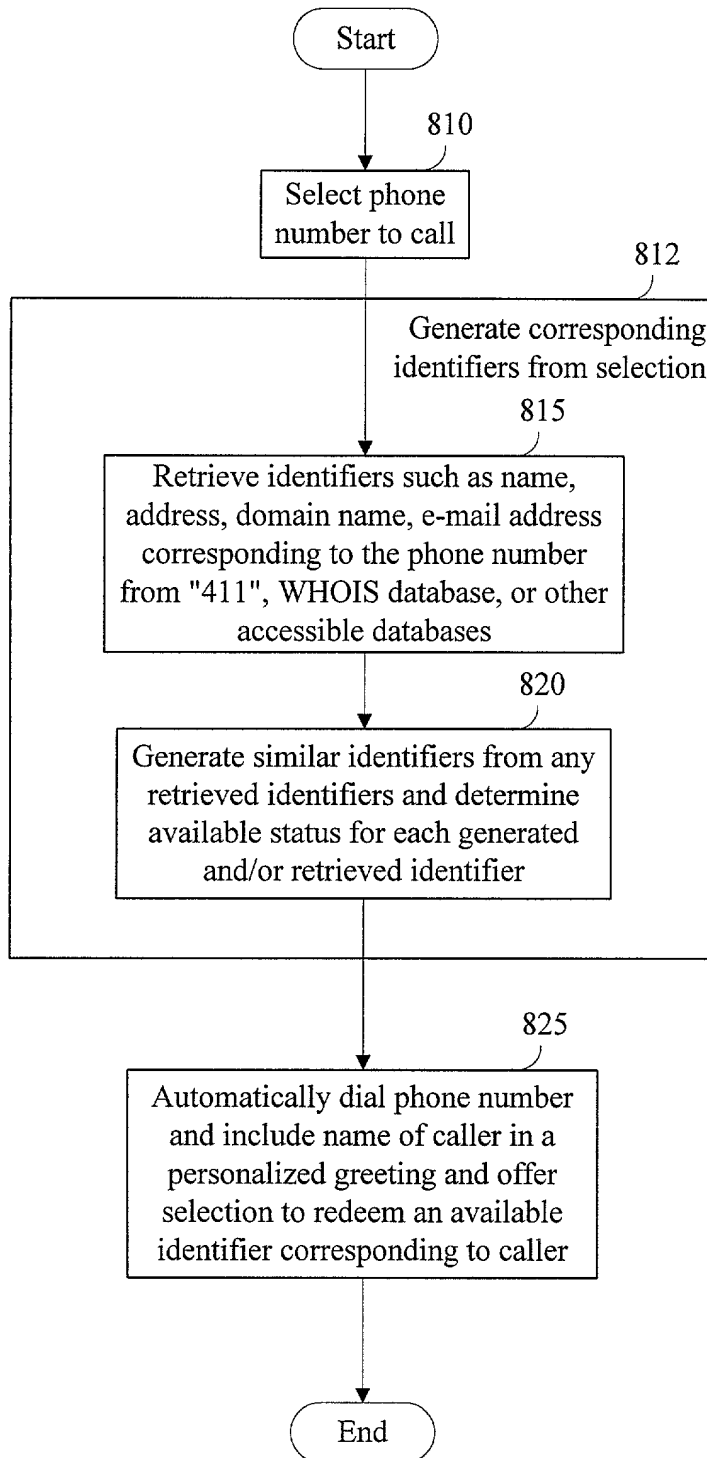 Start
810
Select phone
number to call
812
Generate corresponding
identifiers from selection
815
Retrieve identifiers such as name,
address, domain name, e-mail address
corresponding to the phone number
from "411", WHOIS database, or other
accessible databases
820
Generate similar identifiers from any
retrieved identifiers and determine
available status for each generated
and/or retrieved identifier
825
Automatically dial phone number
and include name of caller in a
personalized greeting and offer
selection to redeem an available
identifier corresponding to caller
End